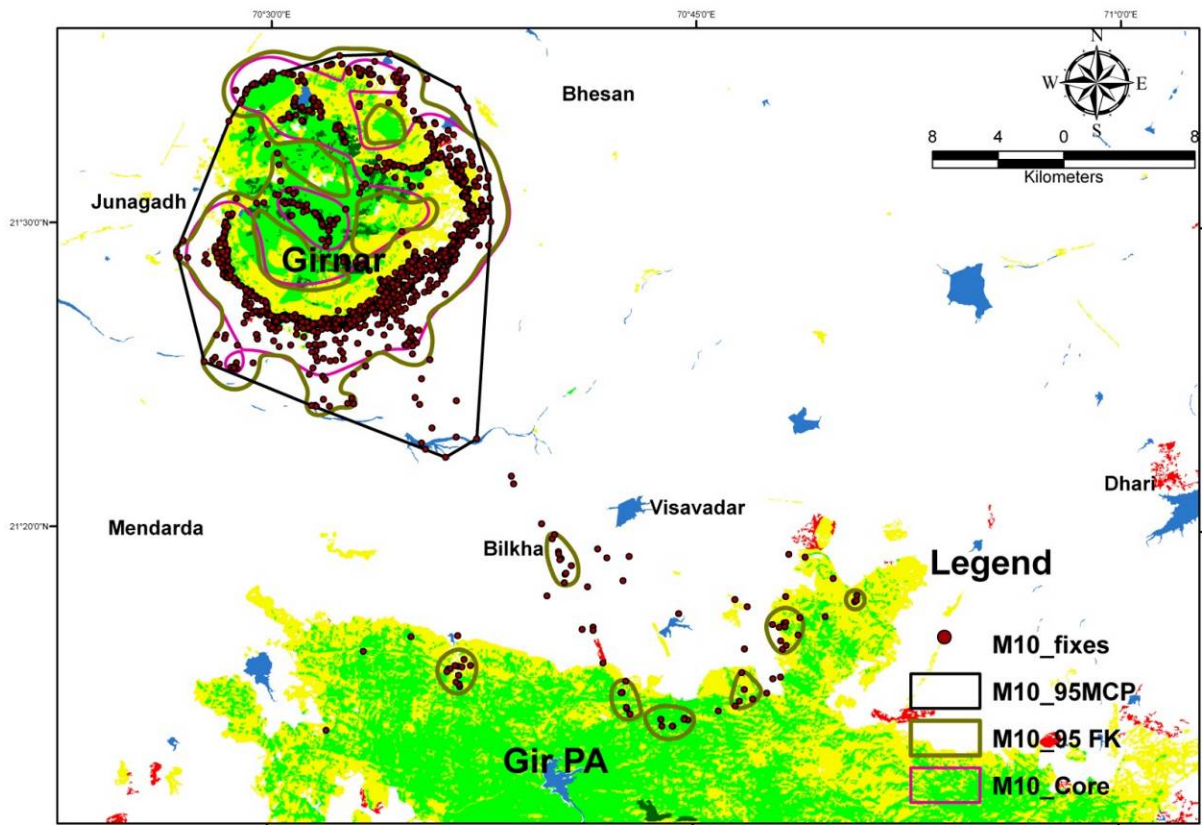 70°30'0"E 70°45'0"E 71°0'0"E
N
W E
S
Bhesan
8 4 0 8
Kilometers
Junagadh
21°30'0"N
Girnar
Dhari
Visavadar
21°20'0"N
Mendarda
Bilkha
Legend
M10_fixes
M10_95MCP
M10_95 FK
Gir PA
M10_Core